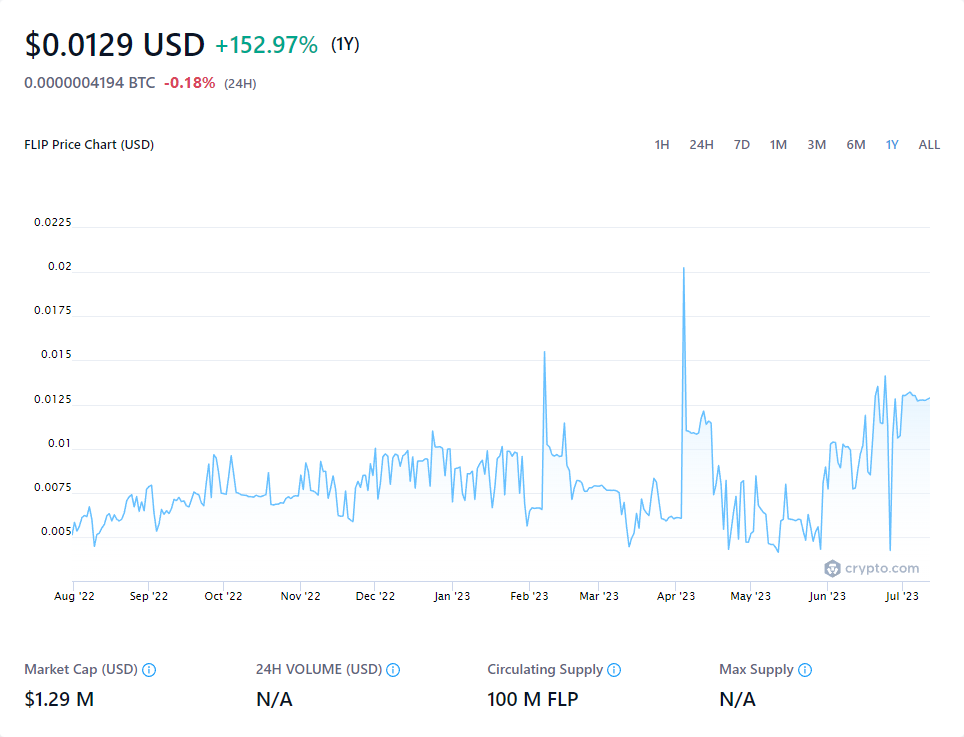 $0.0129 USD +152.97% (1Y)
0.0000004194 BTC -0.18% (24H)
FLIP Price Chart (USD) 1H 24H 7D 1M 3M 6M 1Y ALL
0.0225
0.02
0.0175
0.015
0.0125
0.01
0.0075
0.005
crypto.com
Aug '22 Sep '22 Oct '22 Nov '22 Dec '22 Jan '23 Feb '23 Mar '23 Apr '23 May '23 Jun '23 Jul '23
Market Cap (USD) 24H VOLUME (USD) Circulating Supply Max Supply
$1.29 M N/A 100 M FLP N/A